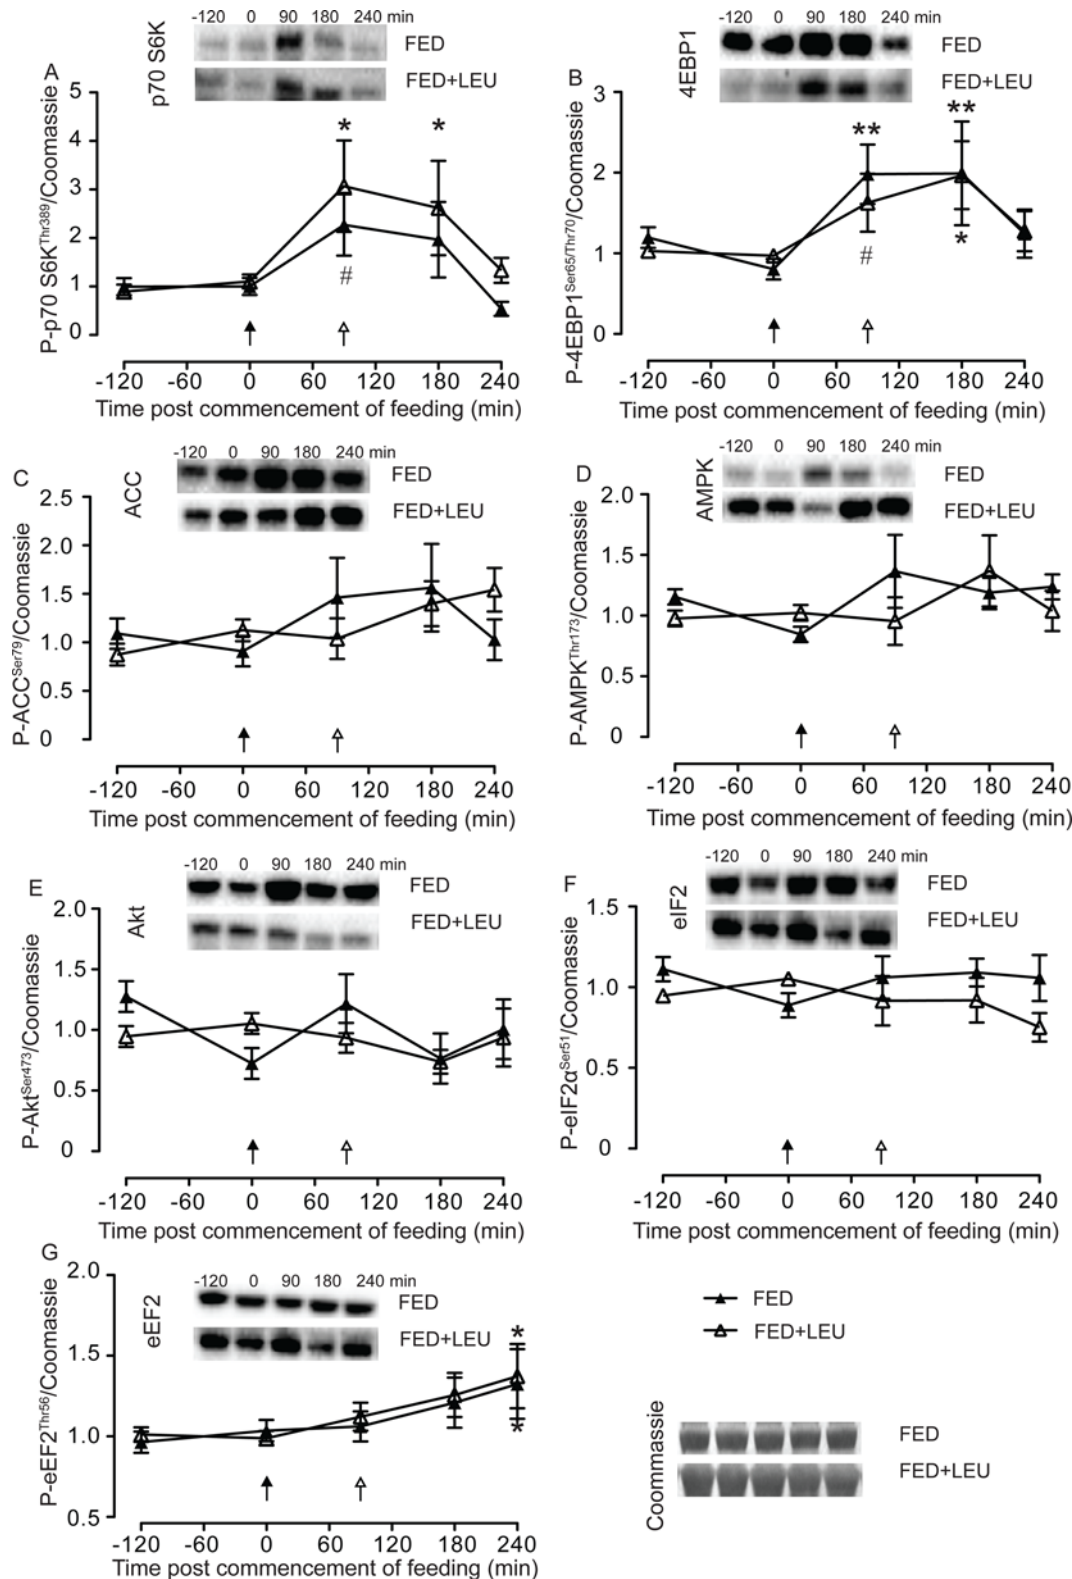 -120 0 90 180 240 min
p70 S6K
FED
FED+LEU
A
P-p70 S6K^Thr389/Coomassie
5
4
3
2
1
0
* *
#
-120 -60 0 60 120 180 240
Time post commencement of feeding (min)
-120 0 90 180 240 min
4EBP1
FED
FED+LEU
B
P-4EBP1^Ser65/Thr70/Coomassie
3
2
1
0
** **
*
#
-120 -60 0 60 120 180 240
Time post commencement of feeding (min)
-120 0 90 180 240 min
C
ACC
FED
FED+LEU
P-ACC^Ser79/Coomassie
2.5
2.0
1.5
1.0
0.5
0
-120 -60 0 60 120 180 240
Time post commencement of feeding (min)
-120 0 90 180 240 min
D
AMPK
FED
FED+LEU
P-AMPK^Thr173/Coomassie
2.0
1.5
1.0
0.5
0
-120 -60 0 60 120 180 240
Time post commencement of feeding (min)
-120 0 90 180 240 min
E
Akt
FED
FED+LEU
P-Akt^Ser473/Coomassie
2.0
1.5
1.0
0.5
0
-120 -60 0 60 120 180 240
Time post commencement of feeding (min)
-120 0 90 180 240 min
F
eIF2
FED
FED+LEU
P-eIF2α^Ser51/Coomassie
1.5
1.0
0.5
0
-120 -60 0 60 120 180 240
Time post commencement of feeding (min)
G
-120 0 90 180 240 min
eEF2
FED
FED+LEU
P-eEF2^Thr56/Coomassie
2.0
1.5
1.0
0.5
*
*
-120 -60 0 60 120 180 240
Time post commencement of feeding (min)
FED
FED+LEU
Coommassie
FED
FED+LEU